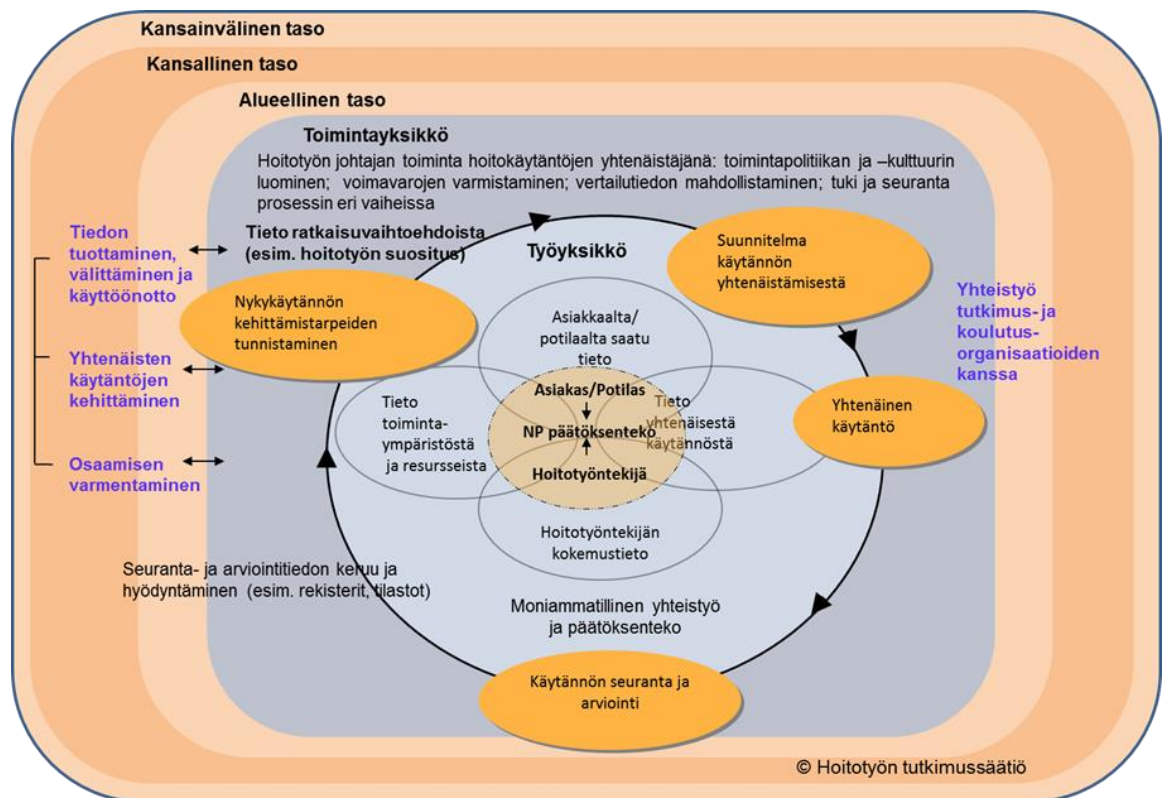 Kansainvälinen taso
Kansallinen taso
Alueellinen taso
Toimintayksikkö
Hoitotyön johtajan toiminta hoitokäytäntöjen yhtenäistäjänä: toimintapolitiikan ja –kulttuurin
luominen; voimavarojen varmistaminen; vertailutiedon mahdollistaminen; tuki ja seuranta
prosessin eri vaiheissa
Tiedon
tuottaminen,
välittäminen ja
käyttöönotto
Yhtenäisten
käytäntöjen
kehittäminen
Osaamisen
varmentaminen
Tieto ratkaisuvaihtoehdoista
(esim. hoitotyön suositus)
Nykykäytännön
kehittämistarpeiden
tunnistaminen
Työyksikkö
Suunnitelma
käytännön
yhtenäistämisestä
Yhteistyö
tutkimus- ja
koulutus-
organisaatioiden
kanssa
Yhtenäinen
käytäntö
Asiakkaalta/
potilaalta saatu
tieto
Tieto
toiminta-
ympäristöstä
ja resursseista
Asiakas/Potilas
NP päätöksenteko
Hoitotyöntekijä
Tieto
yhtenäisestä
käytännöstä
Hoitotyöntekijän
kokemustieto
Seuranta- ja arviointitiedon keruu ja
hyödyntäminen (esim. rekisterit, tilastot)
Moniammatillinen yhteistyö
ja päätöksenteko
Käytännön seuranta ja
arviointi
© Hoitotyön tutkimussäätiö